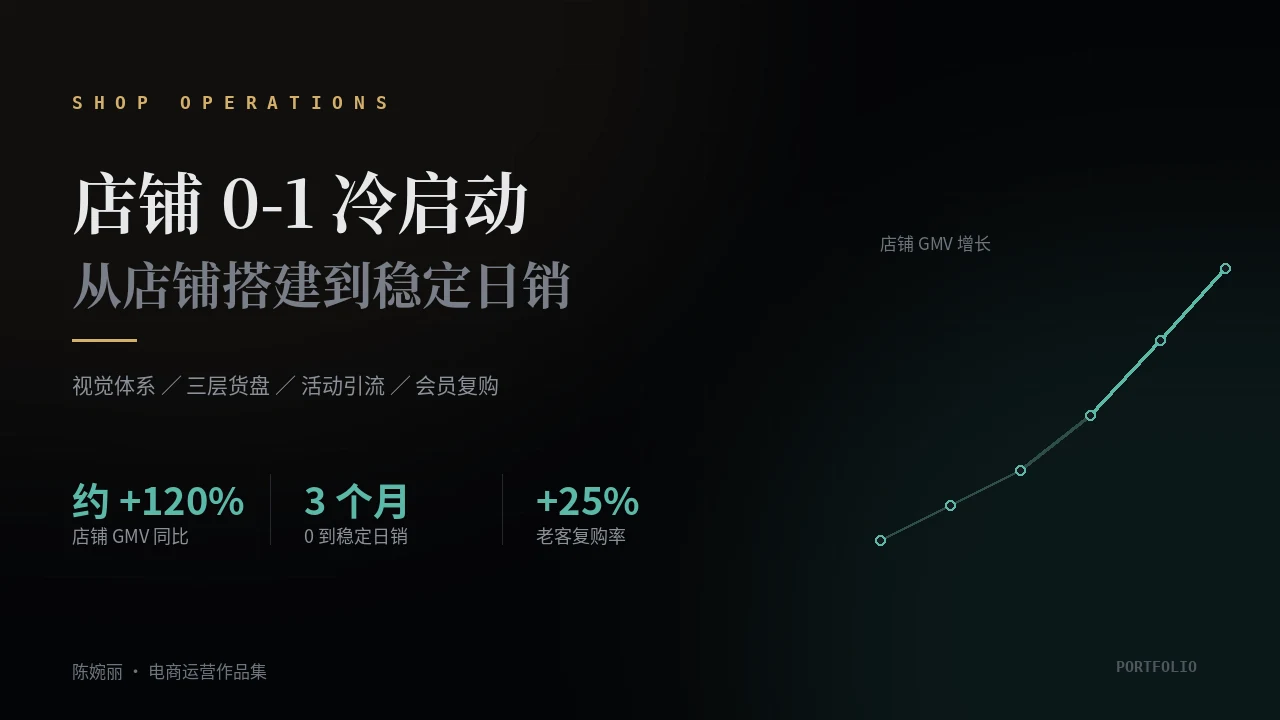 SHOP OPERATIONS
店铺 0-1 冷启动
从店铺搭建到稳定日销
视觉体系 ／ 三层货盘 ／ 活动引流 ／ 会员复购
约 +120%
店铺 GMV 同比
3 个月
0 到稳定日销
+25%
老客复购率
店铺 GMV 增长
陈婉丽 · 电商运营作品集
PORTFOLIO